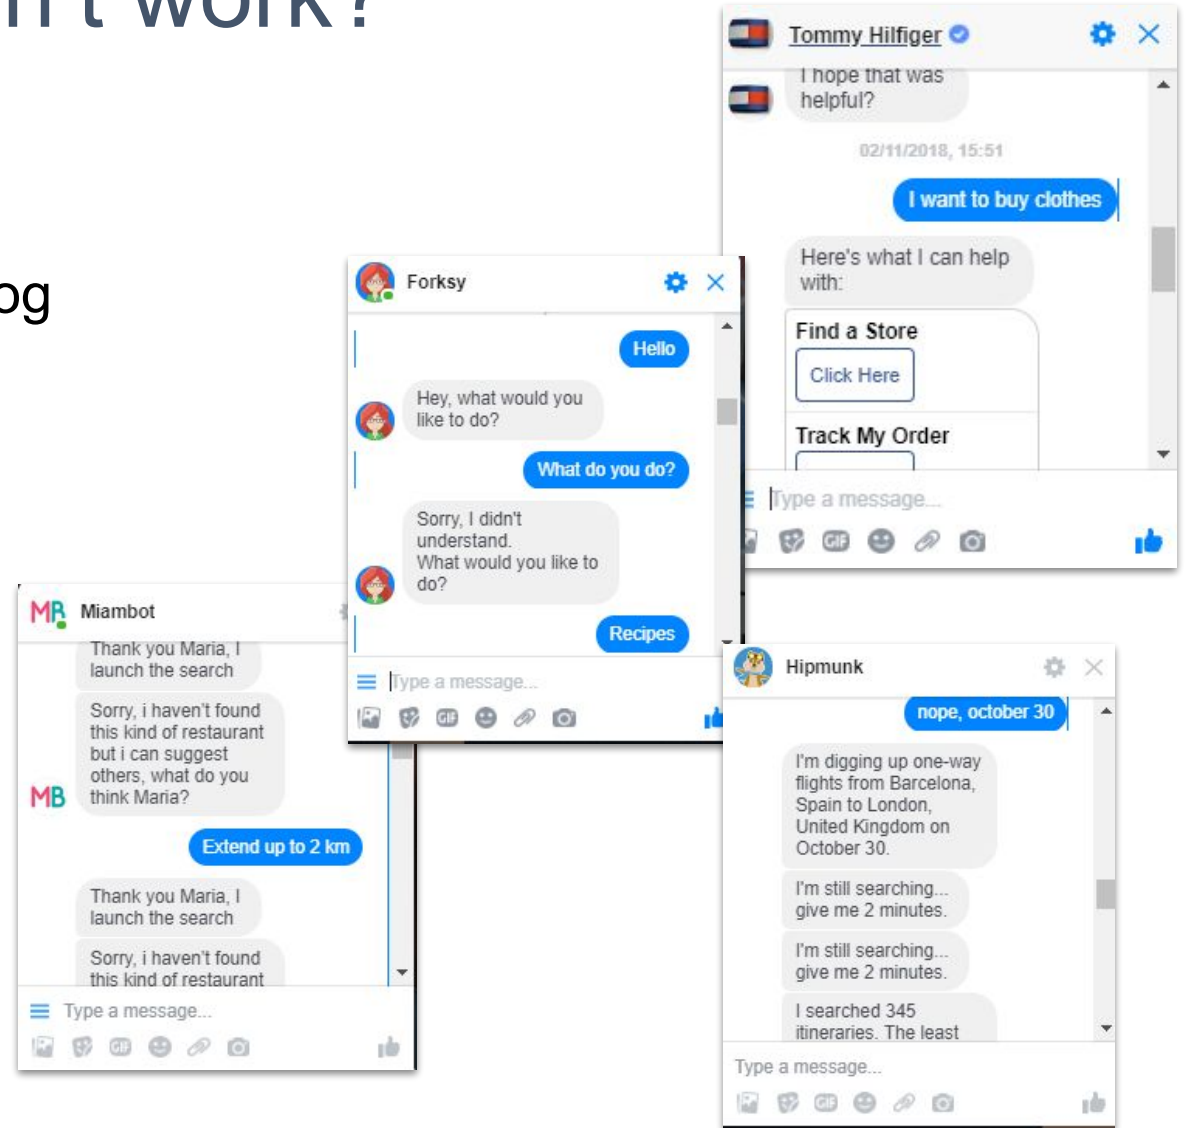 n't work?
og
Tommy Hilfiger
I hope that was
helpful?
02/11/2018, 15:51
I want to buy clothes
Here's what I can help
with:
Find a Store
Click Here
Track My Order
Type a message...
GIF
Forksy
Hello
Hey, what would you
like to do?
What do you do?
Sorry, I didn't
understand.
What would you like to
do?
Recipes
Type a message...
GIF
MB Miambot
Thank you Maria, I
launch the search
Sorry, i haven't found
this kind of restaurant
but i can suggest
others, what do you
think Maria?
MB
Extend up to 2 km
Thank you Maria, I
launch the search
Sorry, i haven't found
this kind of restaurant
Type a message...
GIF
Hipmunk
nope, october 30
I'm digging up one-way
flights from Barcelona,
Spain to London,
United Kingdom on
October 30.
I'm still searching...
give me 2 minutes.
I'm still searching...
give me 2 minutes.
I searched 345
itineraries. The least
Type a message...
GIF